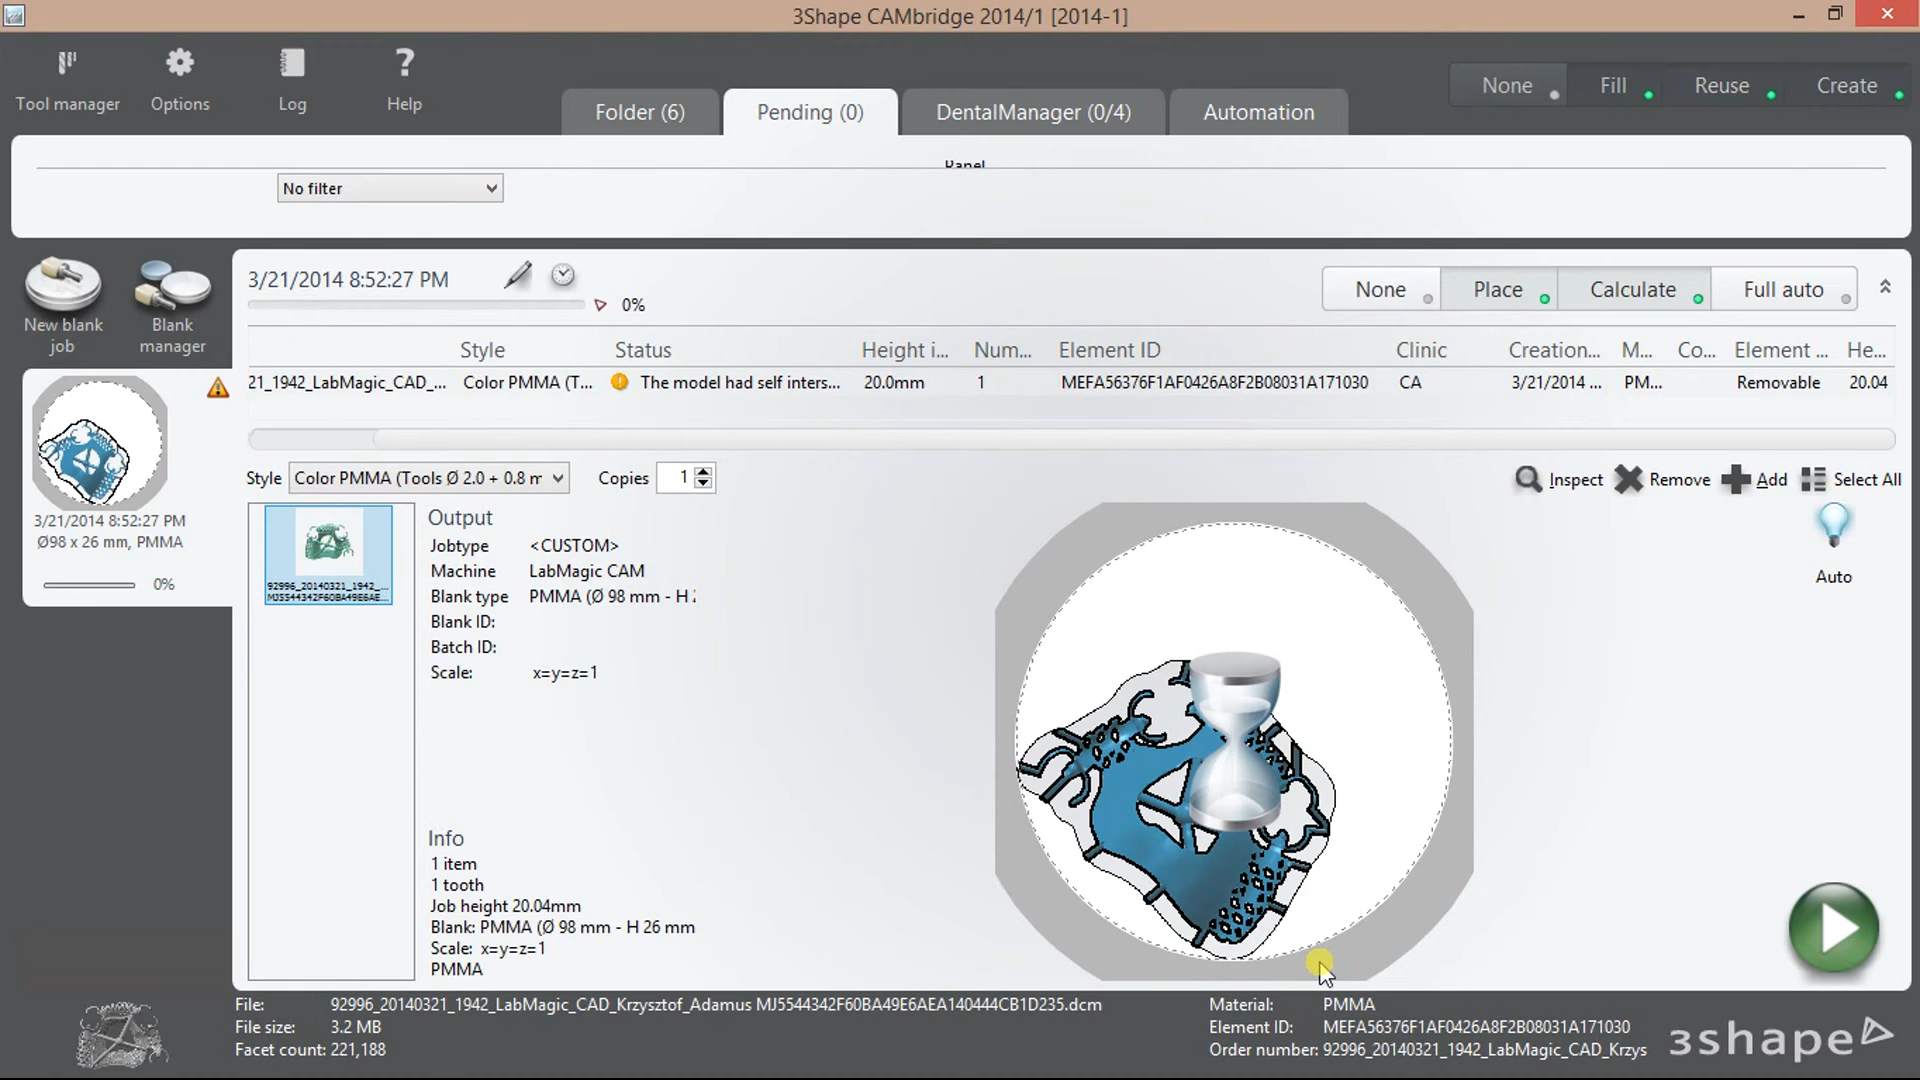 3Shape CAMbridge 2014/1 [2014-1]
Tool manager
Options
Log
Help
Folder (6)
Pending (0)
DentalManager (0/4)
Automation
None
Fill
Reuse
Create
Panel
No filter
New blank job
Blank manager
3/21/2014 8:52:27 PM
0%
None
Place
Calculate
Full auto
Style
Status
Height i...
Num...
Element ID
Clinic
Creation...
M...
Co...
Element ...
He...
21_1942_LabMagic_CAD_...
Color PMMA (T...
The model had self inters...
20.0mm
1
MEFA56376F1AF0426A8F2B08031A171030
CA
3/21/2014 ...
PM...
Removable
20.04
3/21/2014 8:52:27 PM
Ø98 x 26 mm, PMMA
0%
Style
Color PMMA (Tools Ø 2.0 + 0.8 m
Copies
1
Inspect
Remove
Add
Select All
92996_20140321_1942_...
MJ5544342F60BA49E6AE...
Output
Jobtype <CUSTOM>
Machine LabMagic CAM
Blank type PMMA (Ø 98 mm - H
Blank ID:
Batch ID:
Scale: x=y=z=1
Auto
Info
1 item
1 tooth
Job height 20.04mm
Blank: PMMA (Ø 98 mm - H 26 mm
Scale: x=y=z=1
PMMA
File: 92996_20140321_1942_LabMagic_CAD_Krzysztof_Adamus MJ5544342F60BA49E6AEA140444CB1D235.dcm
File size: 3.2 MB
Facet count: 221,188
Material: PMMA
Element ID: MEFA56376F1AF0426A8F2B08031A171030
Order number: 92996_20140321_1942_LabMagic_CAD_Krzys
3shape